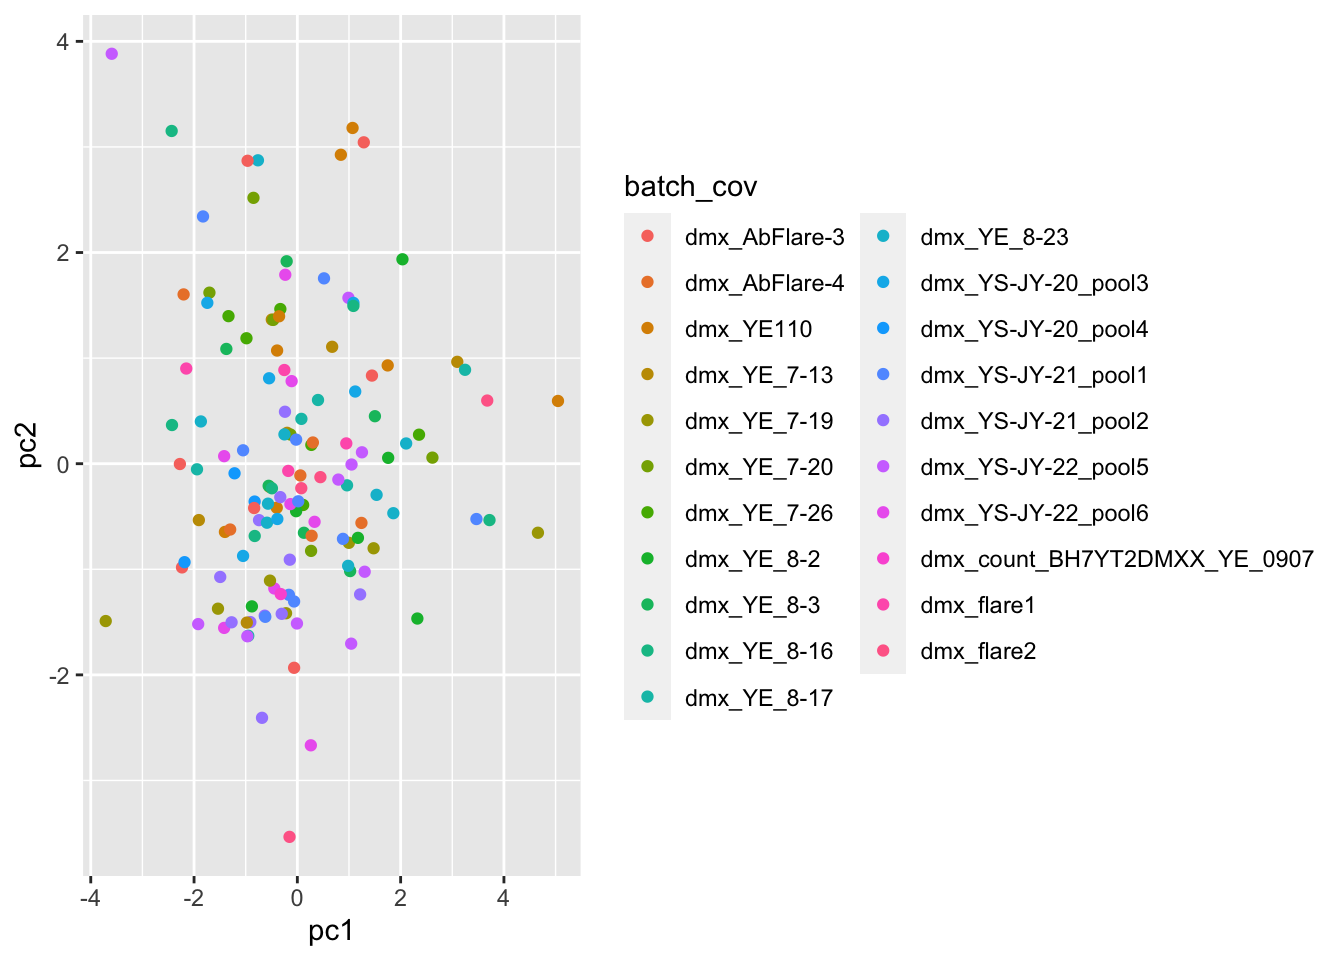 4
2
0
-2
pc2
-4
-2
0
2
4
pc1
batch_cov
dmx_AbFlare-3
dmx_AbFlare-4
dmx_YE110
dmx_YE_7-13
dmx_YE_7-19
dmx_YE_7-20
dmx_YE_7-26
dmx_YE_8-2
dmx_YE_8-3
dmx_YE_8-16
dmx_YE_8-17
dmx_YE_8-23
dmx_YS-JY-20_pool3
dmx_YS-JY-20_pool4
dmx_YS-JY-21_pool1
dmx_YS-JY-21_pool2
dmx_YS-JY-22_pool5
dmx_YS-JY-22_pool6
dmx_count_BH7YT2DMXX_YE_0907
dmx_flare1
dmx_flare2